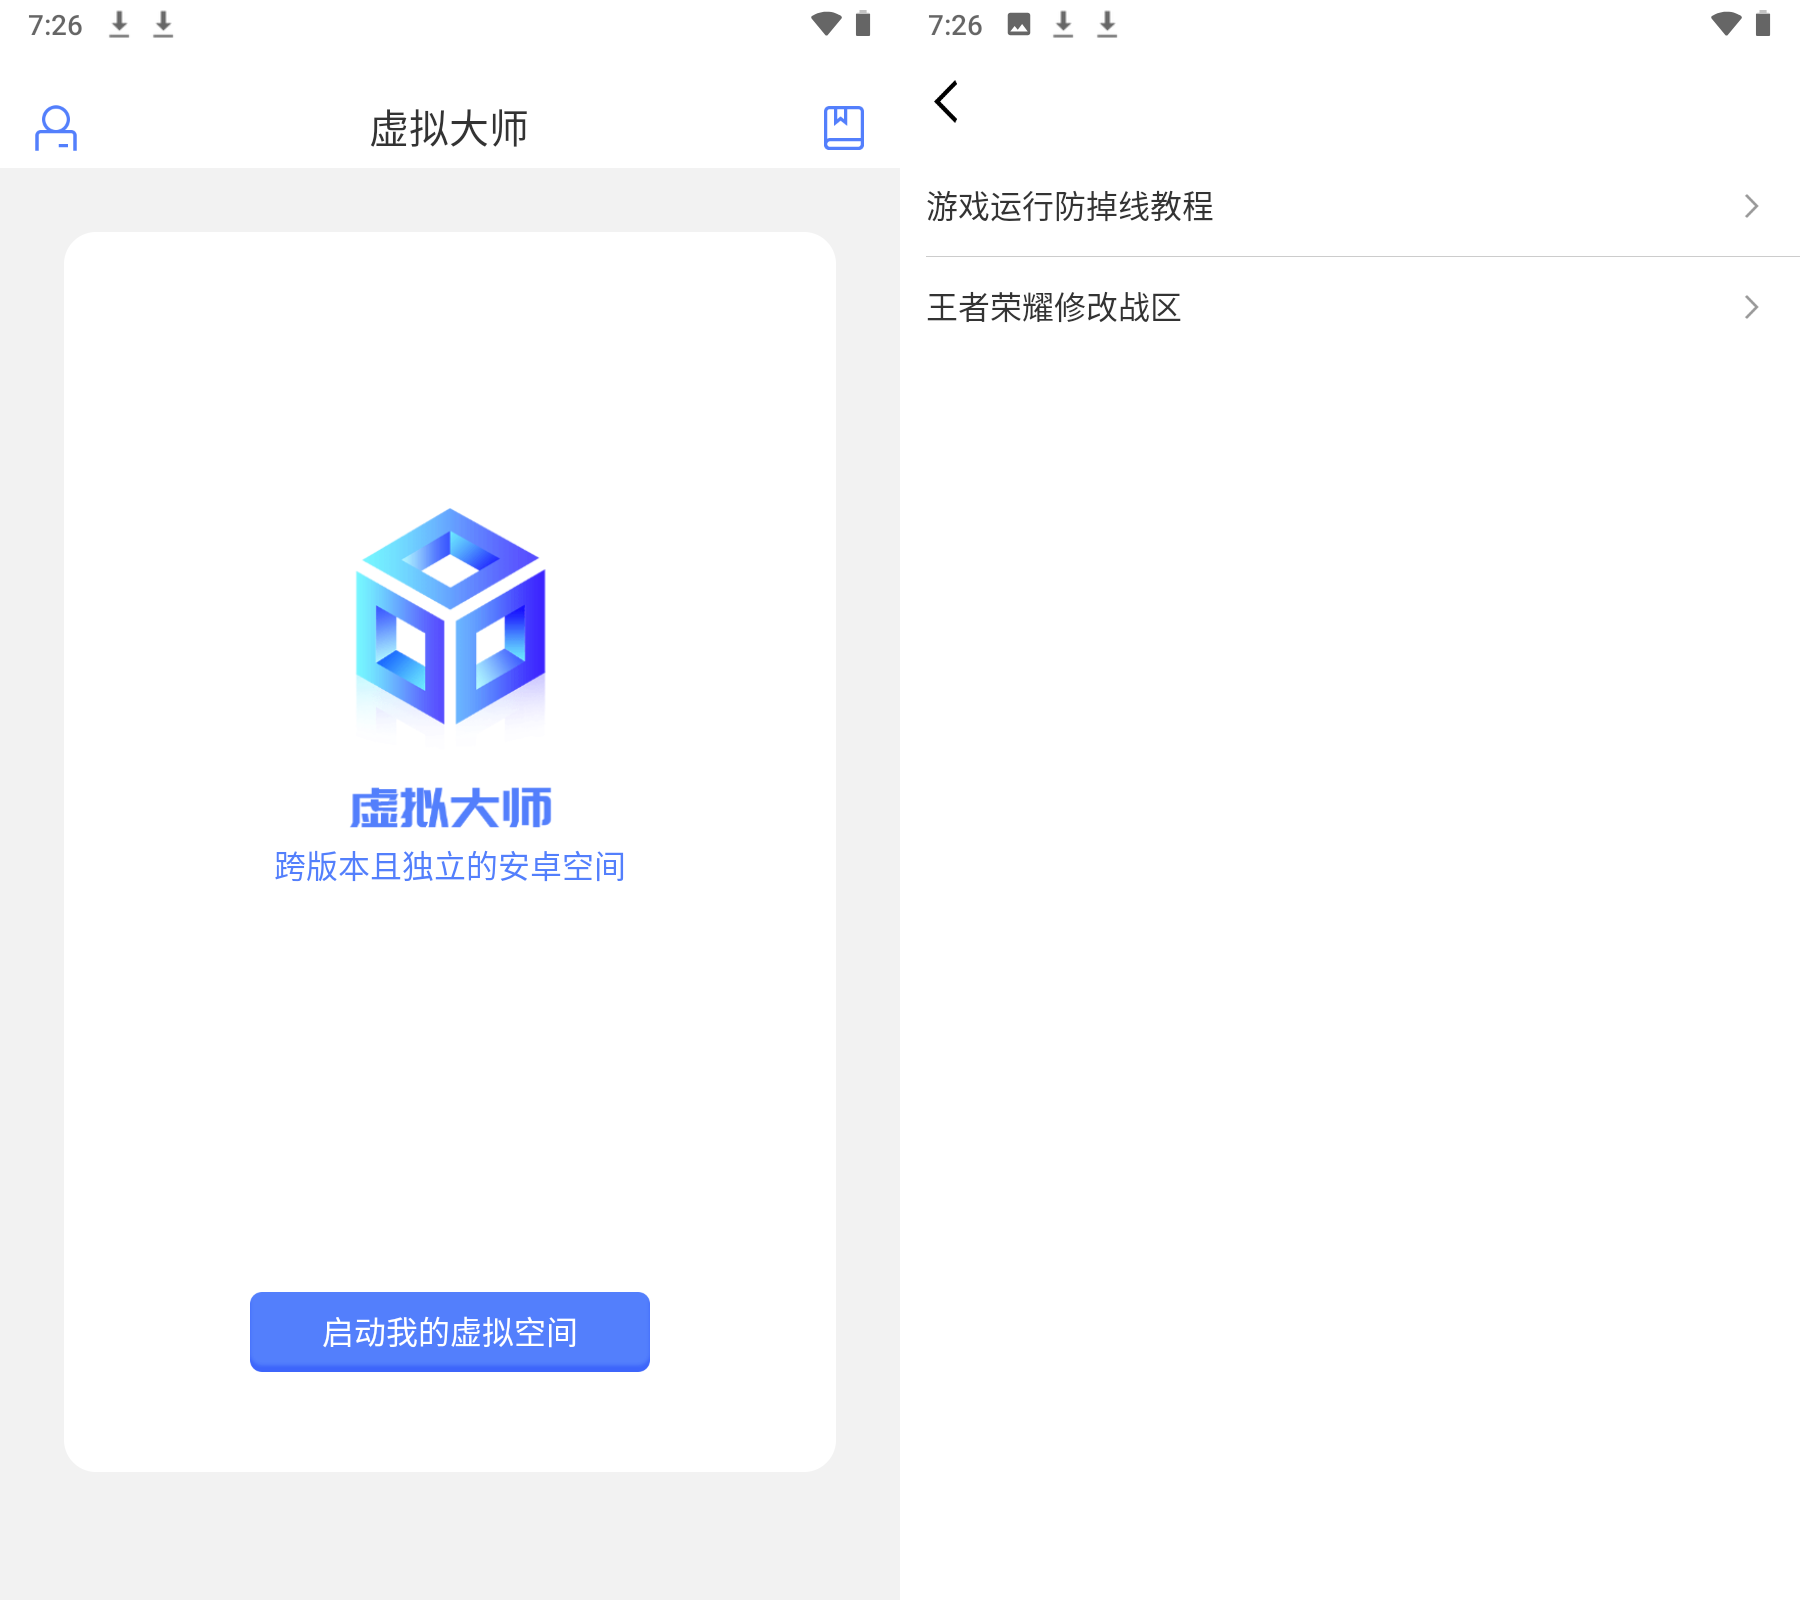 7:26
虚拟大师
虚拟大师
跨版本且独立的安卓空间
启动我的虚拟空间
7:26
游戏运行防掉线教程
王者荣耀修改战区